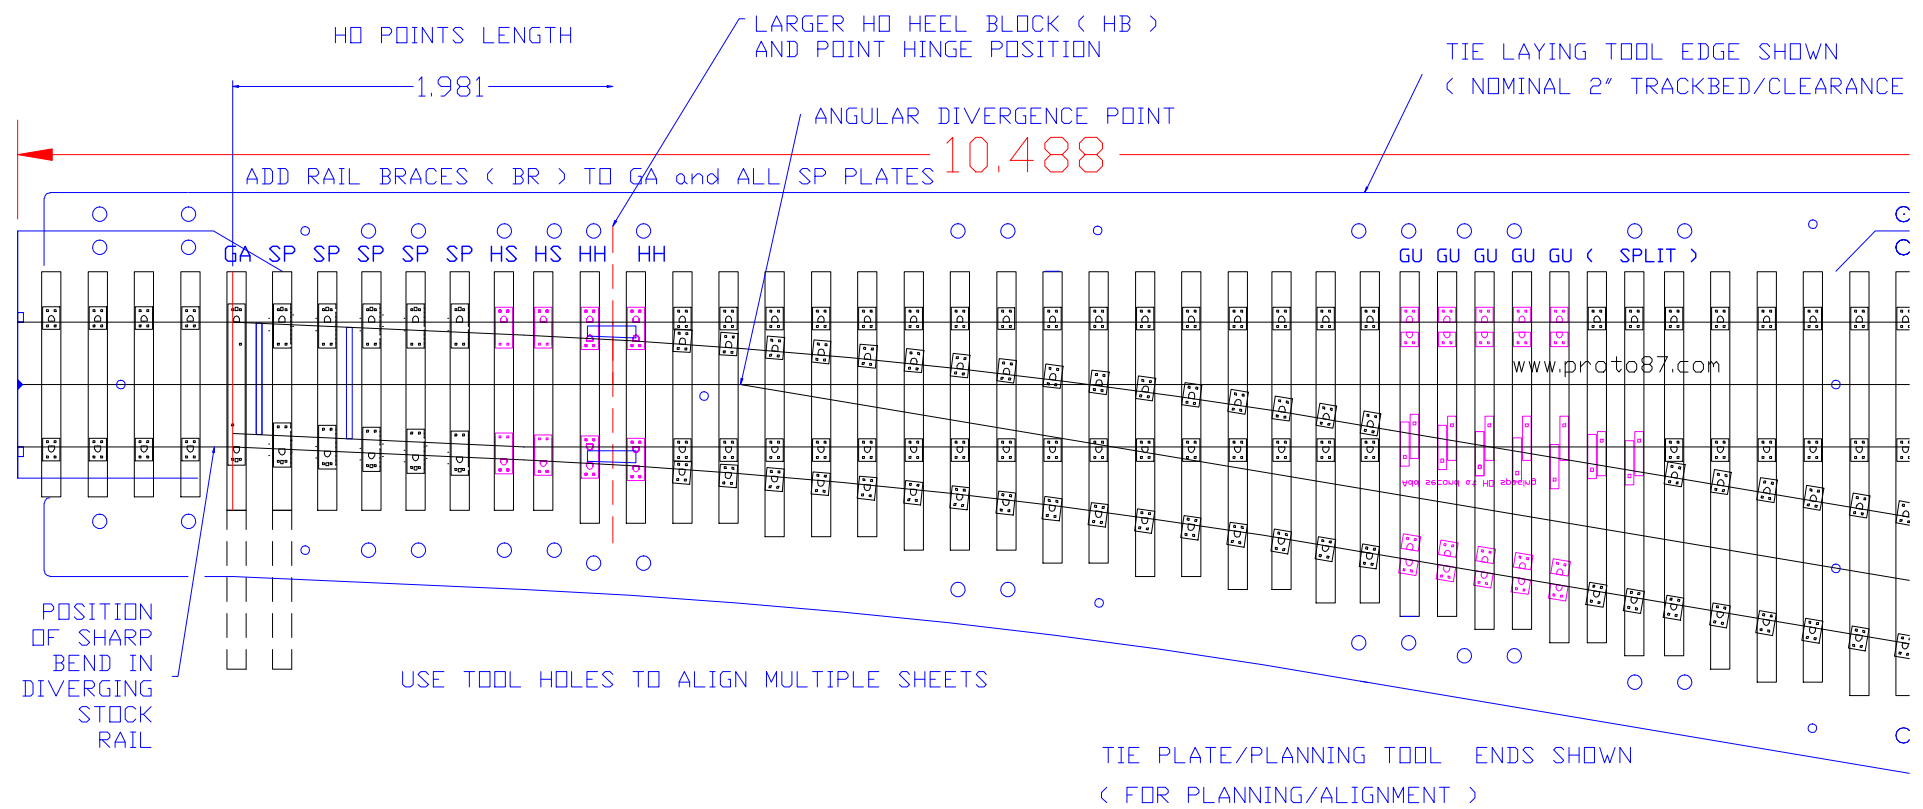 HO POINTS LENGTH
1.981
LARGER HO HEEL BLOCK ( HB )
AND POINT HINGE POSITION
TIE LAYING TOOL EDGE SHOWN
( NOMINAL 2" TRACKBED/CLEARANCE
ANGULAR DIVERGENCE POINT
10.488
ADD RAIL BRACES ( BR ) TO GA and ALL SP PLATES
GA SP SP SP SP SP HS HS HH HH
GU GU GU GU GU ( SPLIT )
www.proto87.com
POSITION
OF SHARP
BEND IN
DIVERGING
STOCK
RAIL
USE TOOL HOLES TO ALIGN MULTIPLE SHEETS
TIE PLATE/PLANNING TOOL ENDS SHOWN
( FOR PLANNING/ALIGNMENT )